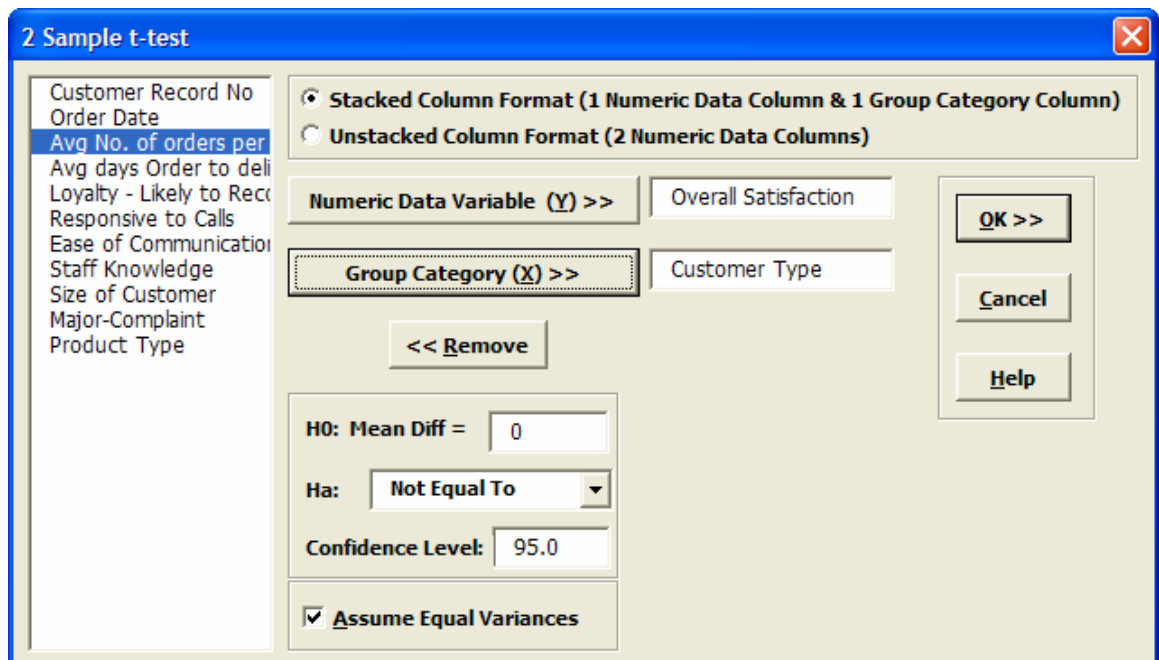 2 Sample t-test
Customer Record No
Order Date
Avg No. of orders per
Avg days Order to deli
Loyalty - Likely to Reco
Responsive to Calls
Ease of Communication
Staff Knowledge
Size of Customer
Major-Complaint
Product Type
Stacked Column Format (1 Numeric Data Column & 1 Group Category Column)
Unstacked Column Format (2 Numeric Data Columns)
Numeric Data Variable (Y) >> Overall Satisfaction
Group Category (X) >> Customer Type
<< Remove
H0: Mean Diff = 0
Ha: Not Equal To
Confidence Level: 95.0
Assume Equal Variances
OK >>
Cancel
Help